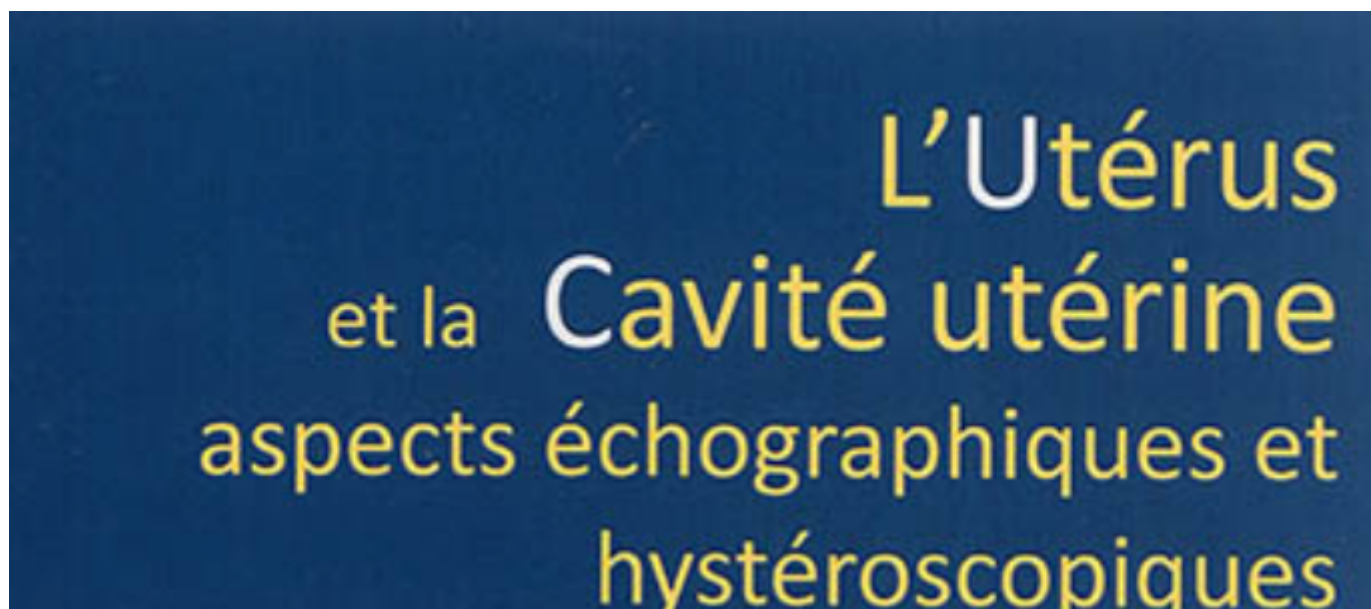 L'Utérus
et la Cavité utérine
aspects échographiques et
hystéroscopiques